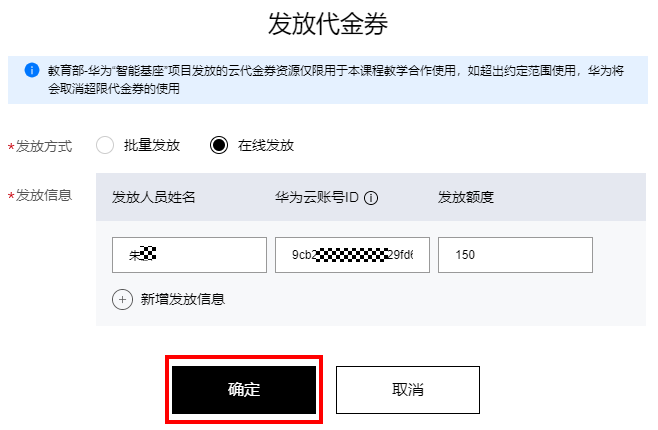 发放代金券
教育部-华为“智能基座”项目发放的云代金券资源仅限用于本课程教学合作使用，如超出约定范围使用，华为将
会取消超限代金券的使用
*发放方式 批量发放 在线发放
*发放信息 发放人员姓名 华为云账号ID 发放额度
朱 9cb2 29fd6 150
新增发放信息
确定 取消